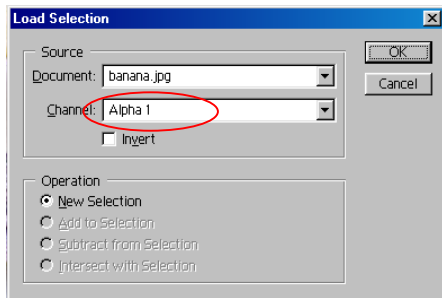 Load Selection
Source
OK
Document: banana.jpg
Cancel
Channel: Alpha 1
Invert
Operation
New Selection
Add to Selection
Subtract from Selection
Intersect with Selection